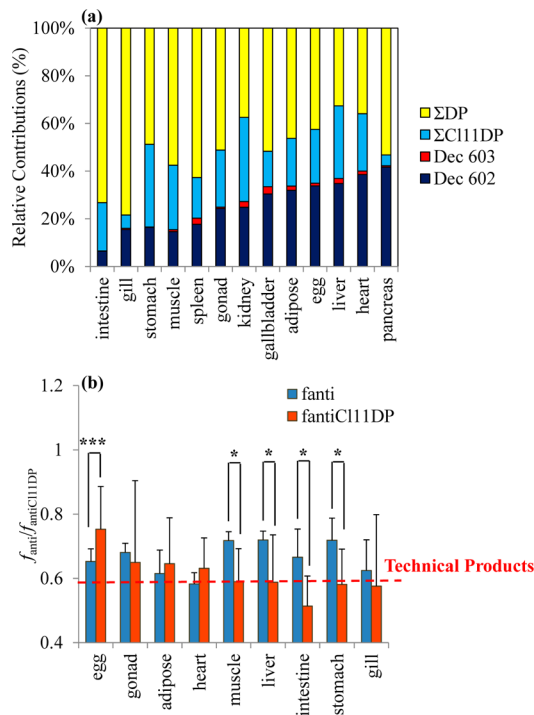 (a)
Relative Contributions (%)
100%
80%
60%
40%
20%
0%
ΣDP
ΣCl11DP
Dec 603
Dec 602
intestine
gill
stomach
muscle
spleen
gonad
kidney
gallbladder
adipose
egg
liver
heart
pancreas
(b)
fanti/fantiCl11DP
1.2
1
0.8
0.6
0.4
fanti
fantiCl11DP
***
*
*
*
*
Technical Products
egg
gonad
adipose
heart
muscle
liver
intestine
stomach
gill